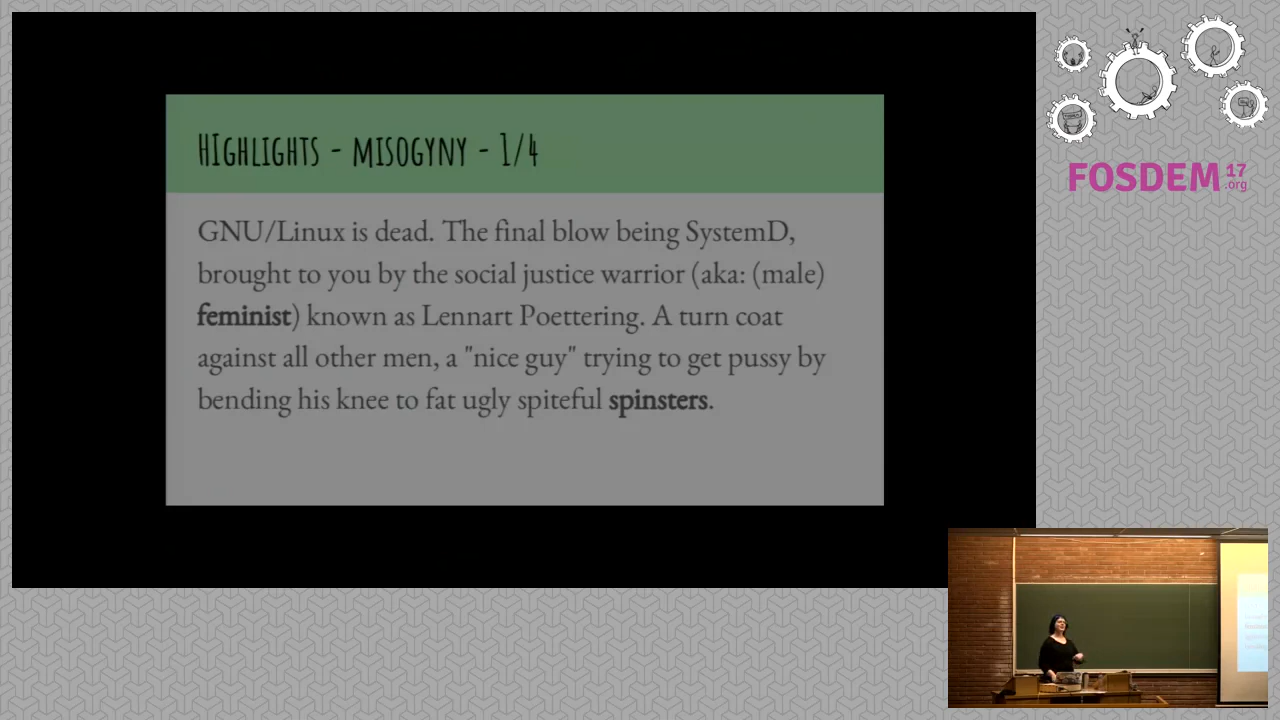 HIGHLIGHTS - MISOGYNY - 1/4
GNU/Linux is dead. The final blow being SystemD,
brought to you by the social justice warrior (aka: (male)
feminist) known as Lennart Poettering. A turn coat
against all other men, a "nice guy" trying to get pussy by
bending his knee to fat ugly spiteful spinsters.
FOSDEM 17
.org